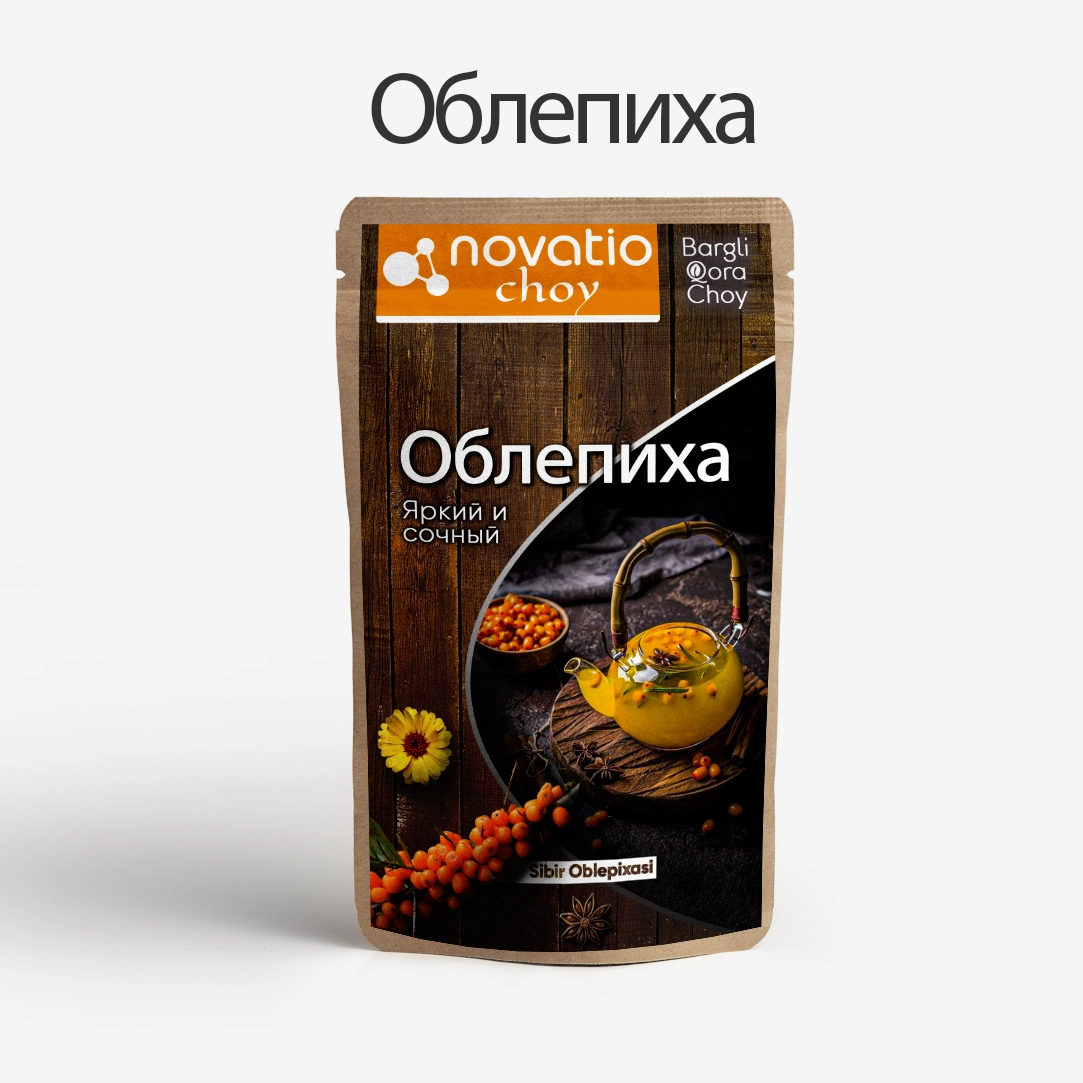 Облепиха
novatio
choy
Bargli
Qora
Choy
Облепиха
Яркий и
сочный
Sibir Oblepixasi